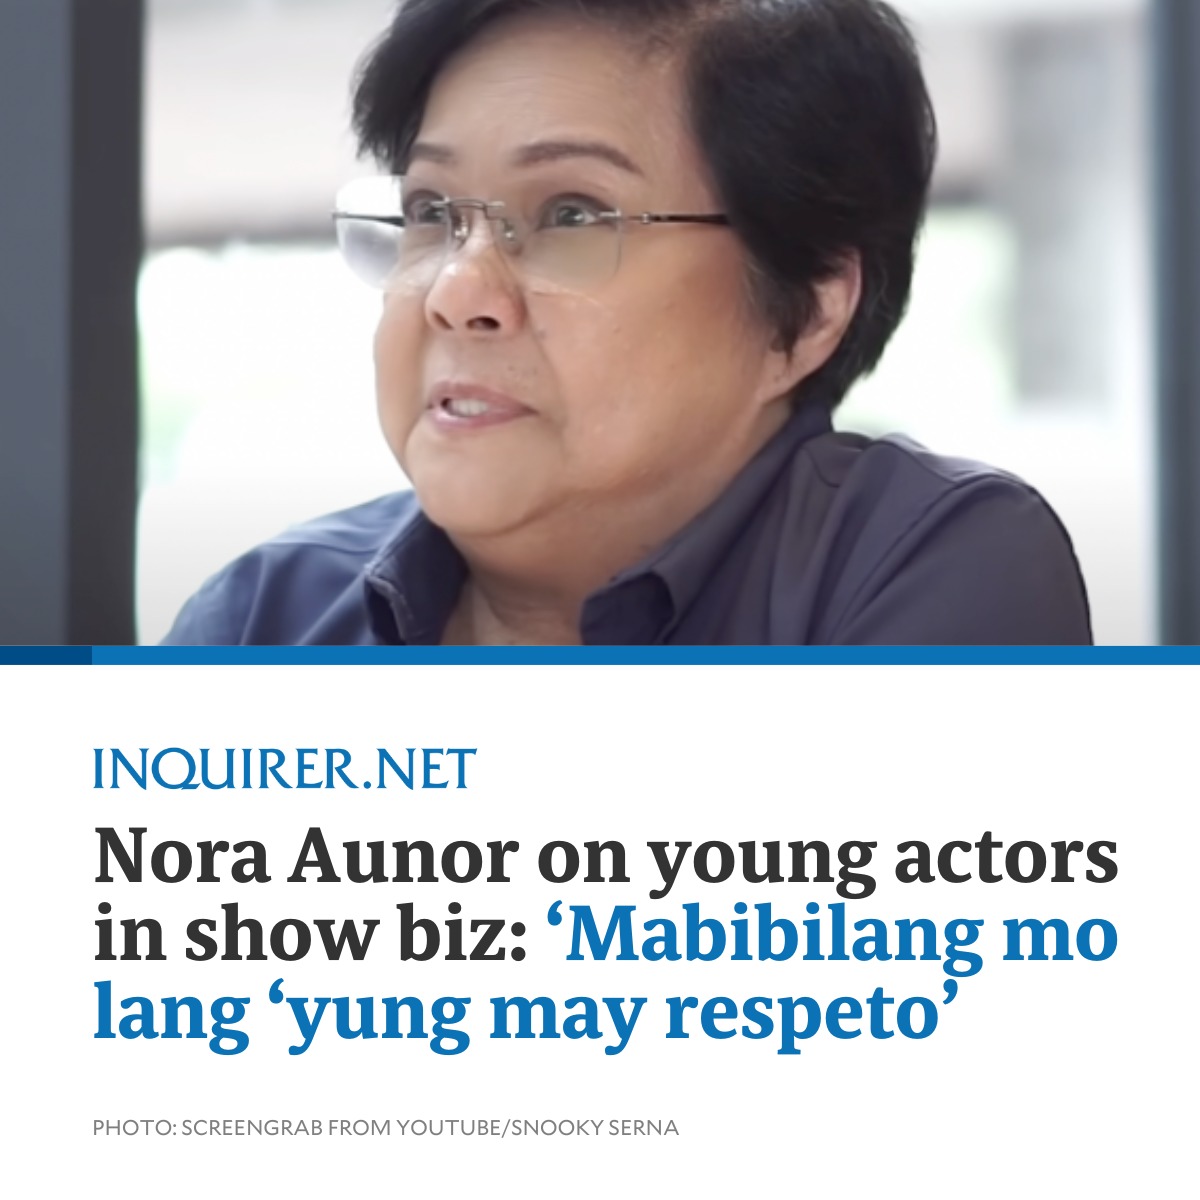 INQUIRER.NET
Nora Aunor on young actors
in show biz: ‘Mabibilang mo
lang ‘yung may respeto’
PHOTO: SCREENGRAB FROM YOUTUBE/SNOOKY SERNA